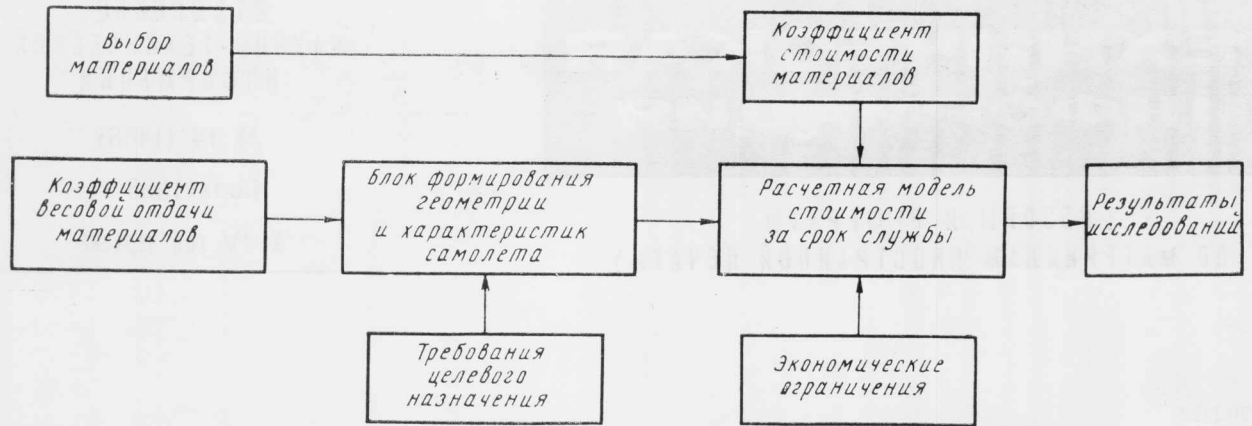 Выбор
материалов
Коэффициент
стоимости
материалов
Коэффициент
весовой отдачи
материалов
Блок формирования
геометрии
и характеристик
самолета
Расчетная модель
стоимости
за срок службы
Результаты
исследований
Требования
целевого
назначения
Экономические
ограничения